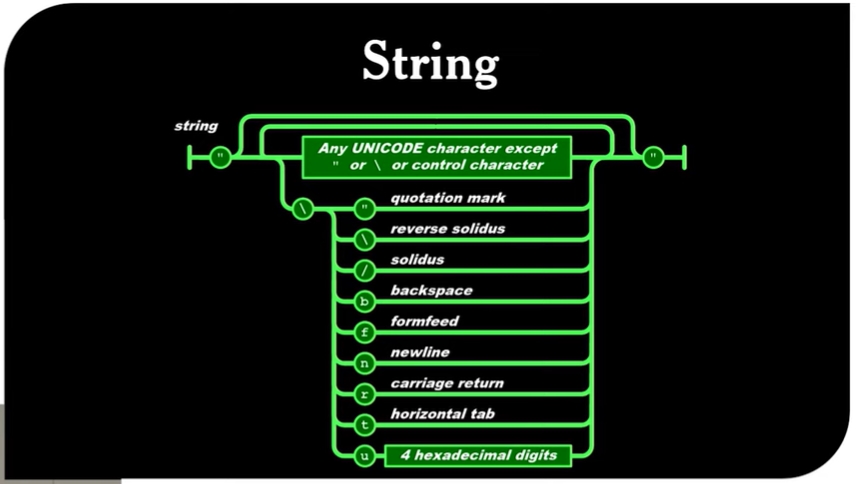 String
string
" Any UNICODE character except "
" or \ or control character
\ " quotation mark
\ reverse solidus
/ solidus
b backspace
f formfeed
n newline
r carriage return
t horizontal tab
u 4 hexadecimal digits